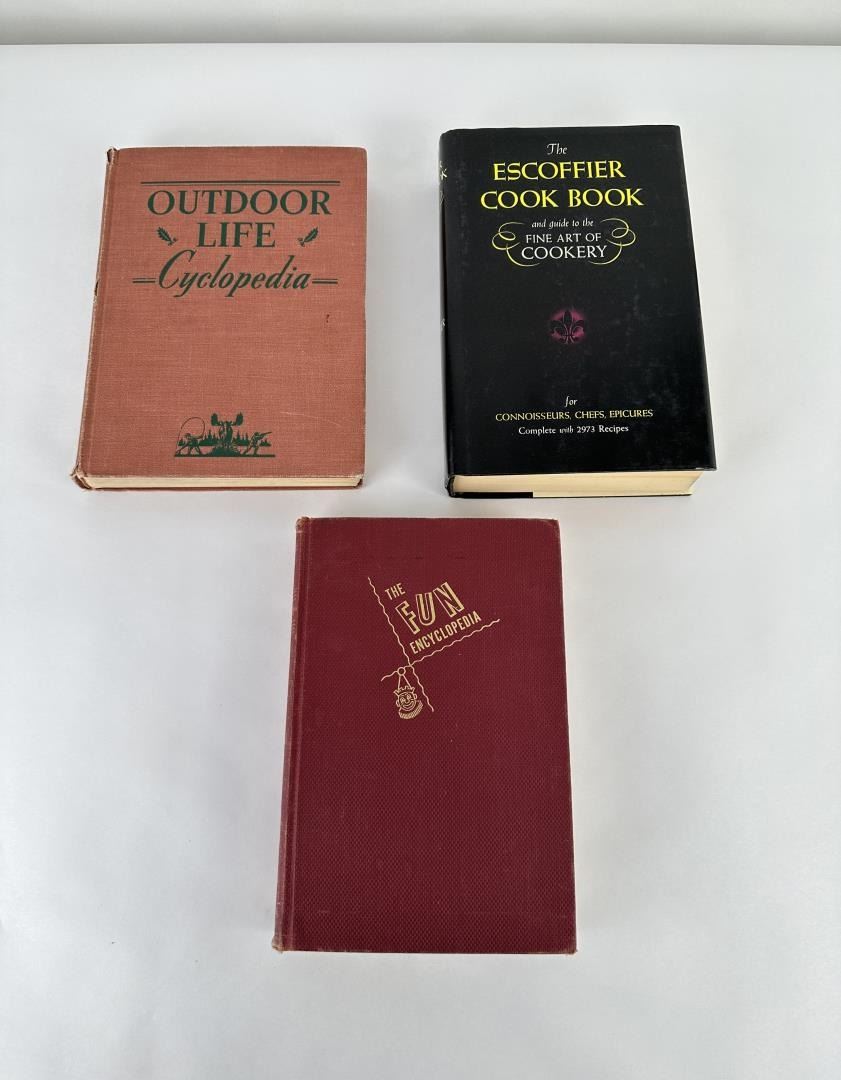 OUTDOOR
LIFE
Cyclopedia
The
ESCOFFIER
COOK BOOK
and guide to the
FINE ART OF
COOKERY
for
CONNOISSEURS, CHEFS, EPICURES
Complete with 2973 Recipes
THE
FUN
ENCYCLOPEDIA